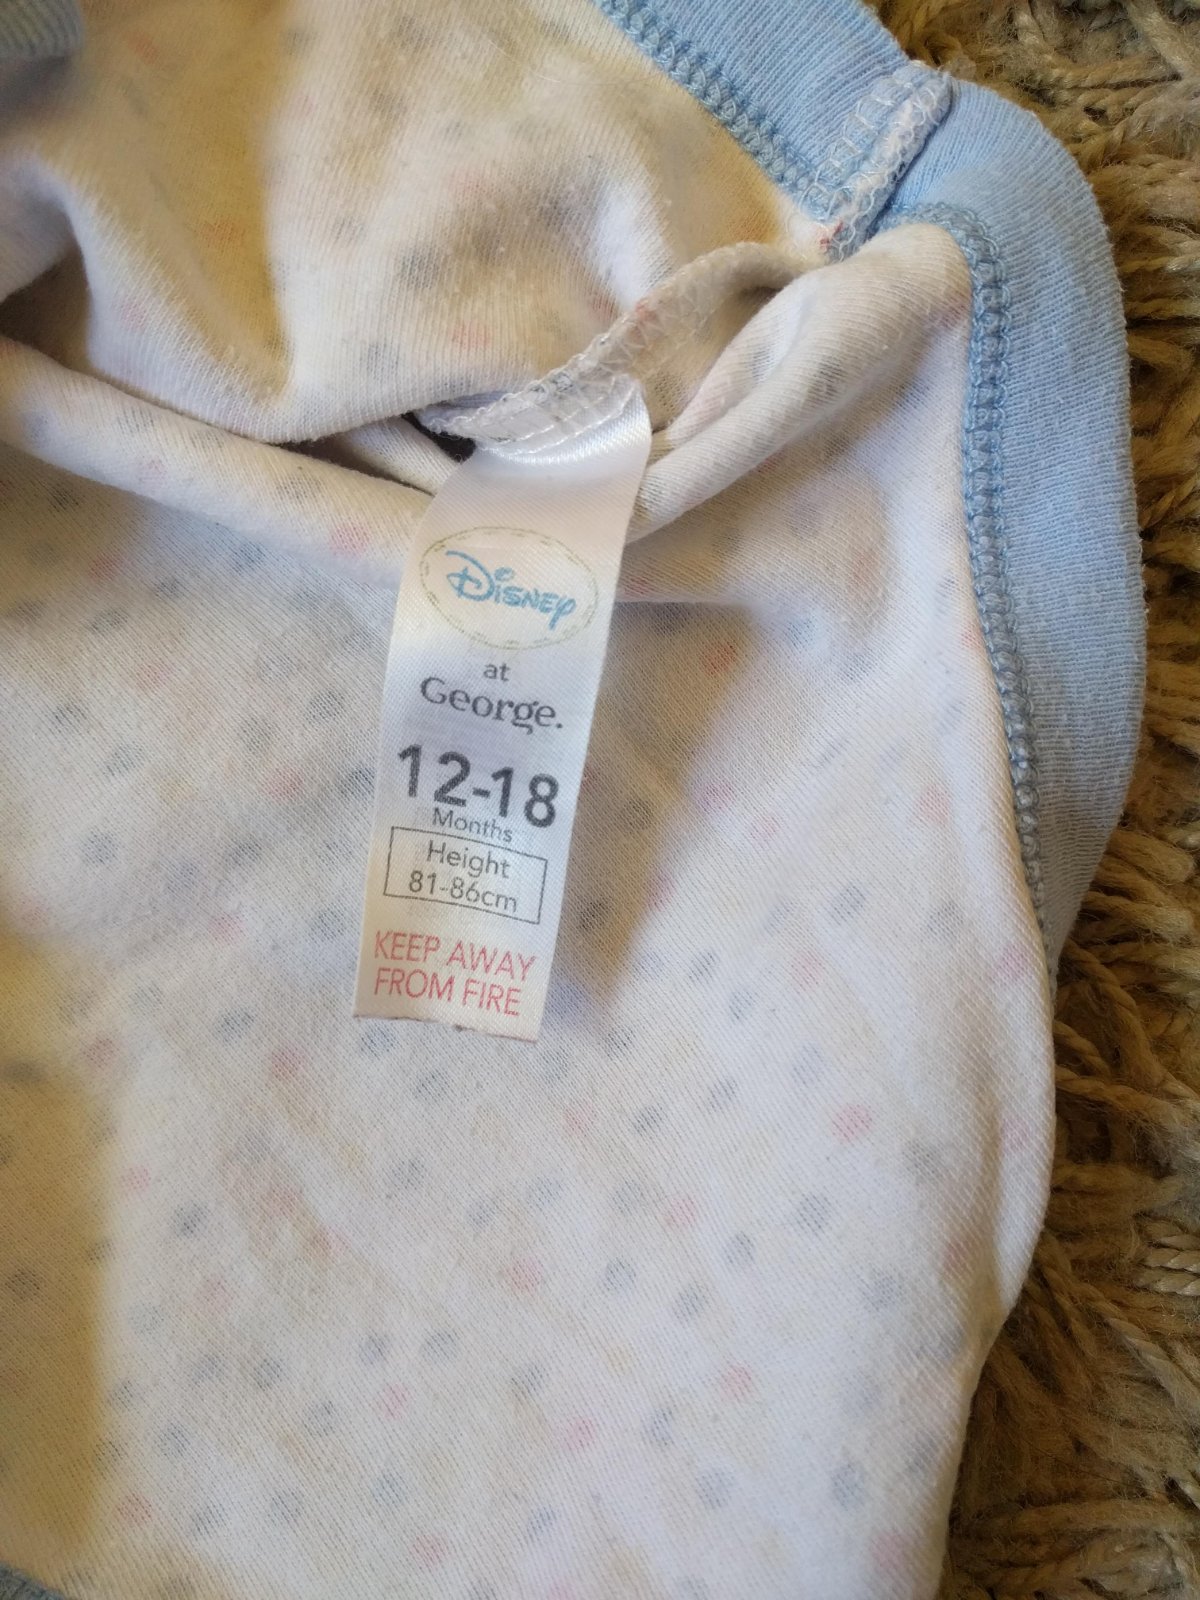 Disney
at
George.
12-18
Months
Height
81-86cm
KEEP AWAY
FROM FIRE